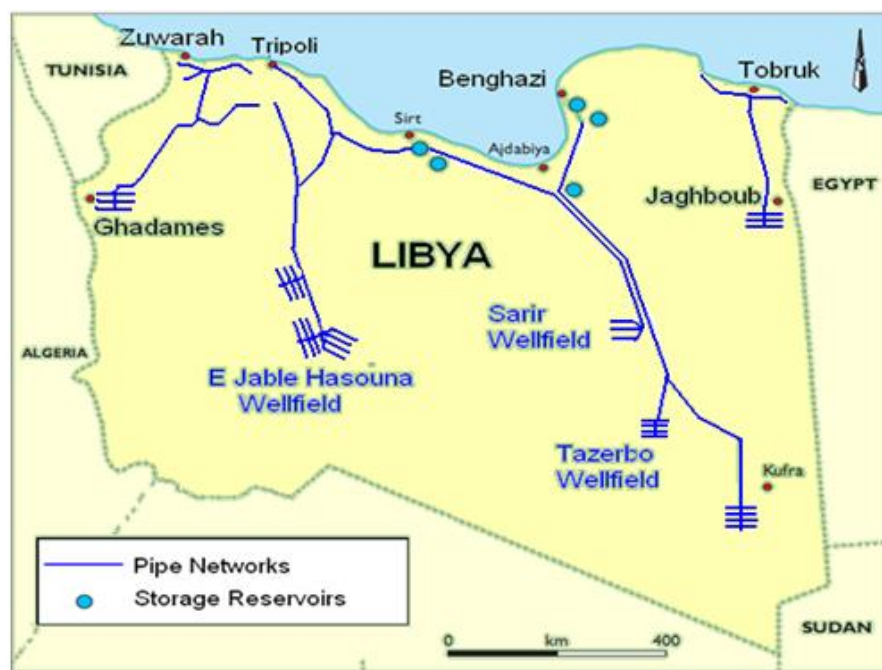 Zuwarah
Tripoli
TUNISIA
Benghazi
Tobruk
Sirt
Ajdabiya
EGYPT
Jaghboub
Ghadames
LIBYA
Sarir
Wellfield
ALGERIA
E Jable Hasouna
Wellfield
Tazerbo
Wellfield
Kufra
Pipe Networks
Storage Reservoirs
SUDAN
0
km
400